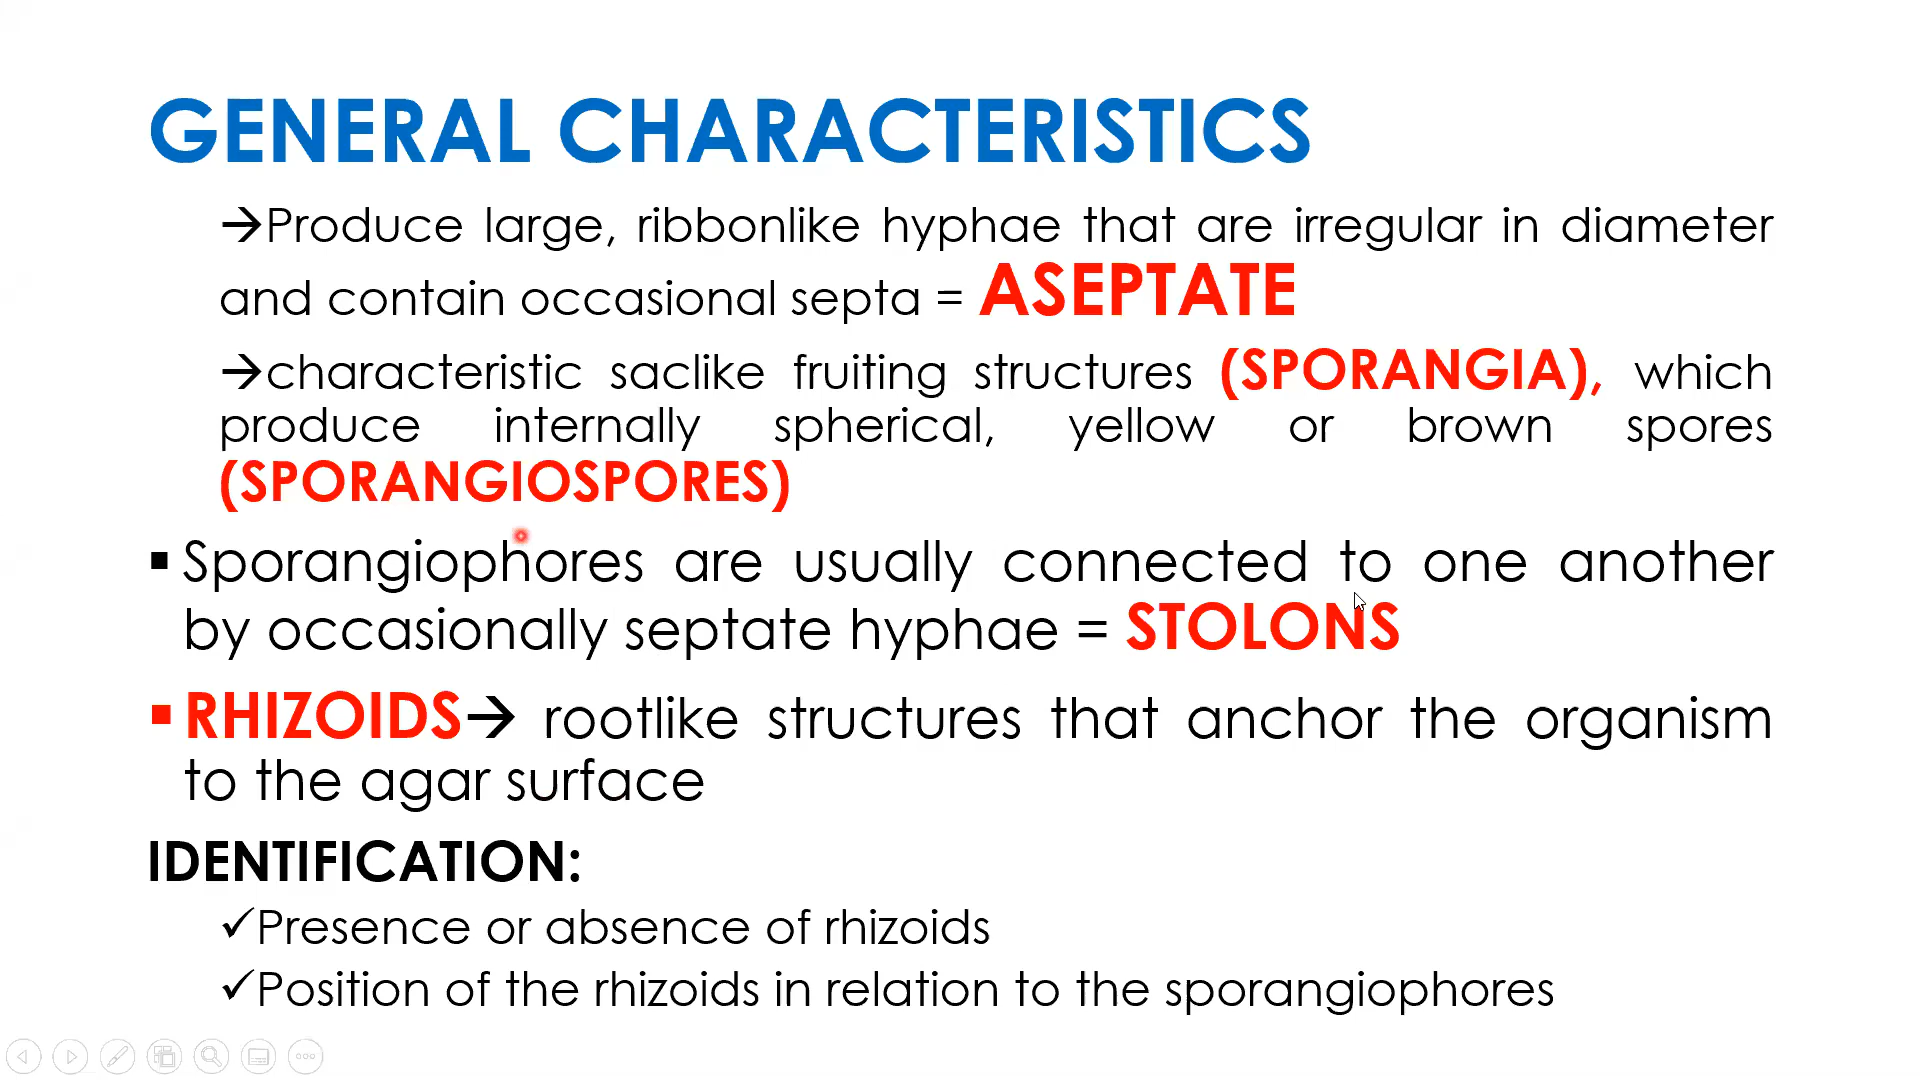 GENERAL CHARACTERISTICS
→Produce large, ribbonlike hyphae that are irregular in diameter
and contain occasional septa = ASEPTATE
→characteristic saclike fruiting structures (SPORANGIA), which
produce internally spherical, yellow or brown spores
(SPORANGIOSPORES)
▪ Sporangiophores are usually connected to one another
by occasionally septate hyphae = STOLONS
▪ RHIZOIDS→ rootlike structures that anchor the organism
to the agar surface
IDENTIFICATION:
✓Presence or absence of rhizoids
✓Position of the rhizoids in relation to the sporangiophores